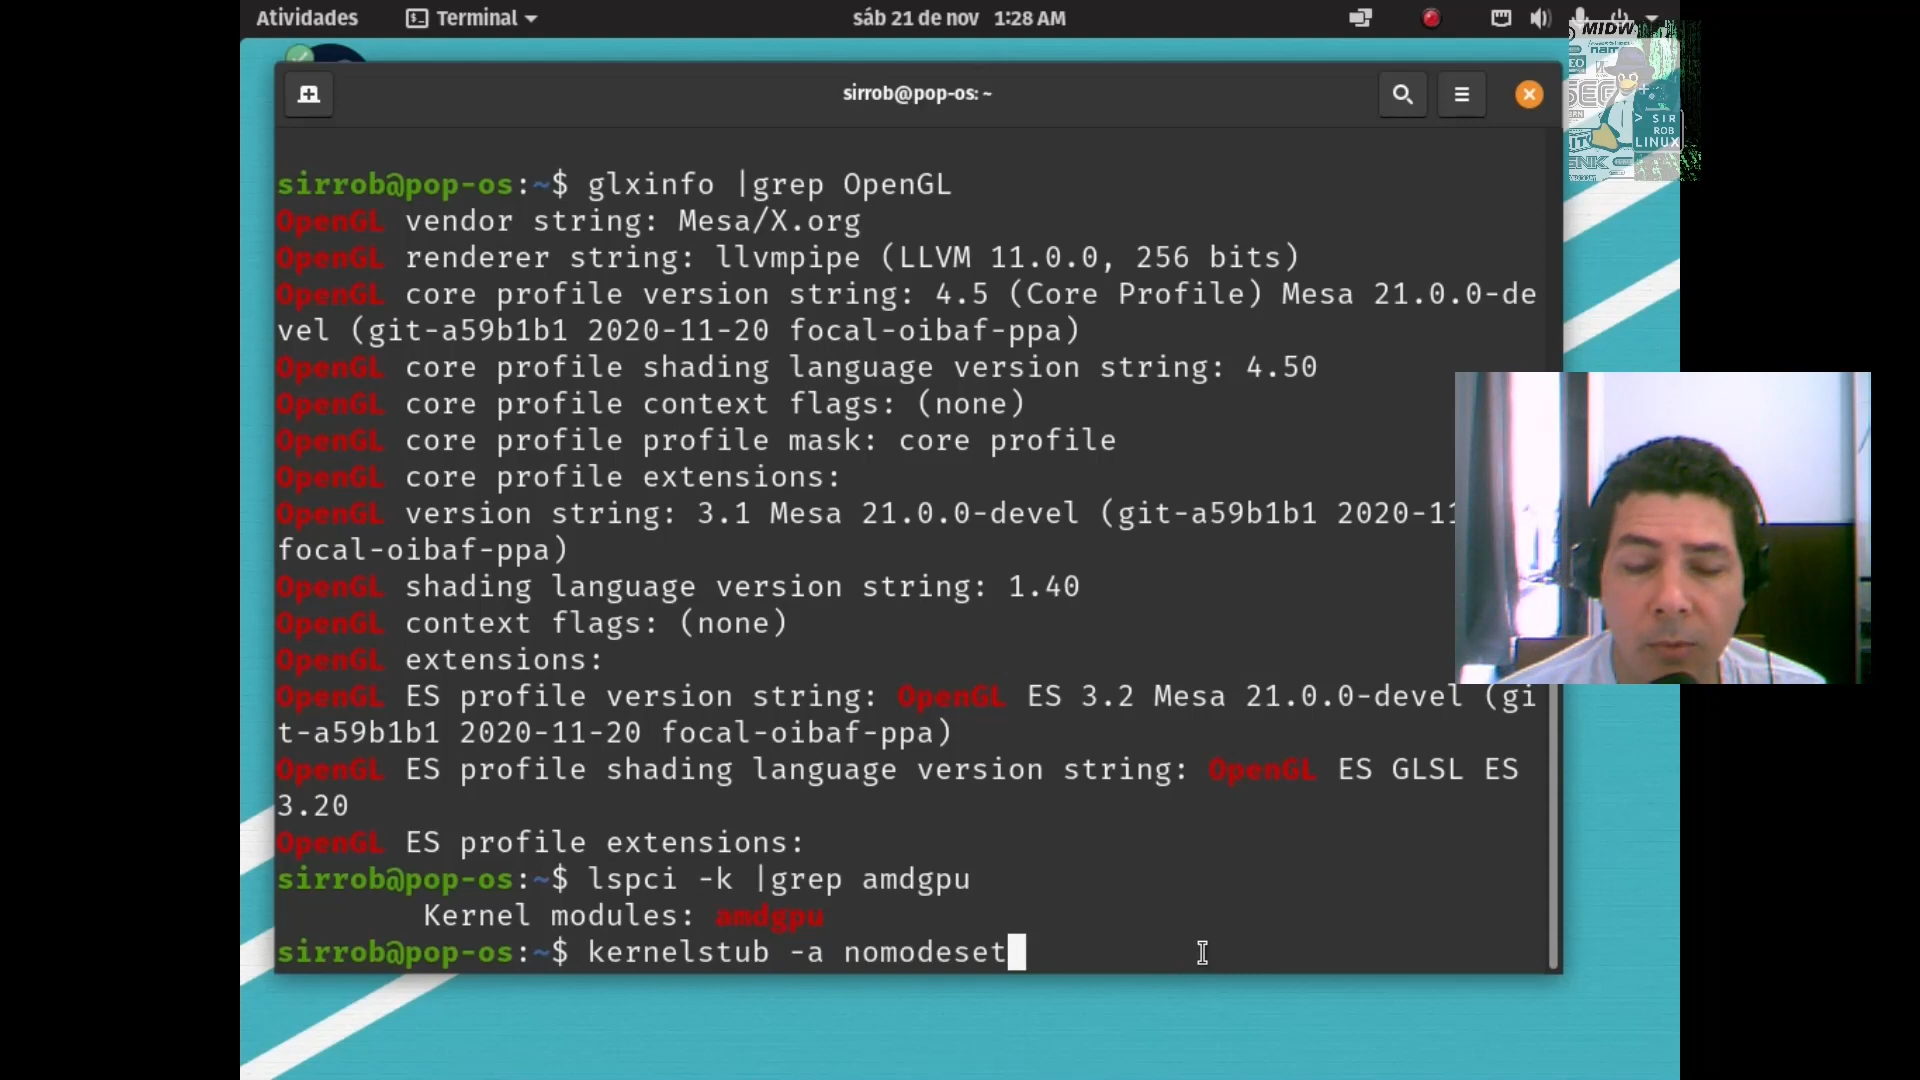 Atividades
Terminal
sáb 21 de nov 1:28 AM
sirrob@pop-os: ~
sirrob@pop-os:~$ glxinfo |grep OpenGL
OpenGL vendor string: Mesa/X.org
OpenGL renderer string: llvmpipe (LLVM 11.0.0, 256 bits)
OpenGL core profile version string: 4.5 (Core Profile) Mesa 21.0.0-de
vel (git-a59b1b1 2020-11-20 focal-oibaf-ppa)
OpenGL core profile shading language version string: 4.50
OpenGL core profile context flags: (none)
OpenGL core profile profile mask: core profile
OpenGL core profile extensions:
OpenGL version string: 3.1 Mesa 21.0.0-devel (git-a59b1b1 2020-11
focal-oibaf-ppa)
OpenGL shading language version string: 1.40
OpenGL context flags: (none)
OpenGL extensions:
OpenGL ES profile version string: OpenGL ES 3.2 Mesa 21.0.0-devel (gi
t-a59b1b1 2020-11-20 focal-oibaf-ppa)
OpenGL ES profile shading language version string: OpenGL ES GLSL ES
3.20
OpenGL ES profile extensions:
sirrob@pop-os:~$ lspci -k |grep amdgpu
Kernel modules: amdgpu
sirrob@pop-os:~$ kernelstub -a nomodeset
MIDW
> SIR
ROB
LINUX